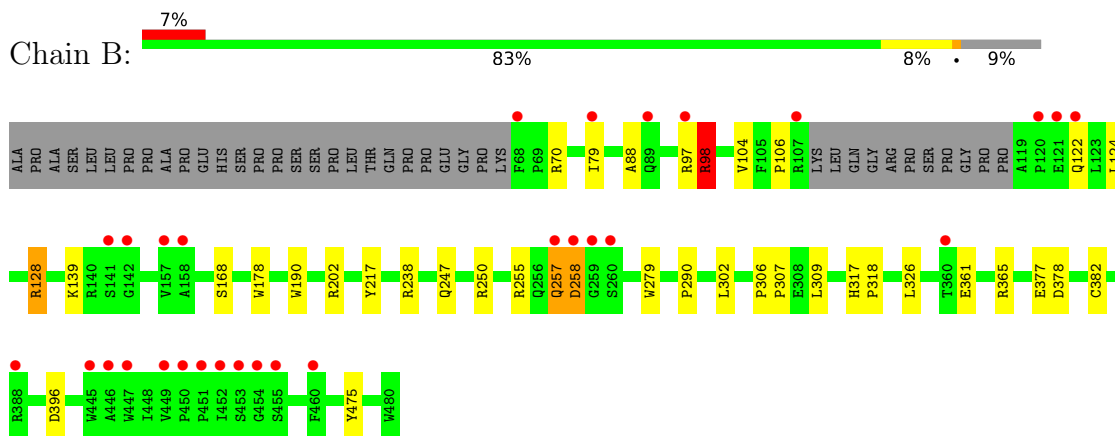 7%
Chain B:
83% 8% • 9%
ALA PRO ALA SER LEU LEU PRO PRO ALA PRO GLU HIS SER PRO PRO SER SER PRO LEU THR GLN PRO PRO GLU GLY PRO LYS F68 P69 R70 I79 A88 Q89 R97 R98 V104 F105 P106 R107 LYS LEU GLN GLY ARG PRO SER PRO GLY PRO PRO A119 P120 E121 Q122 L123 L124
R128 K139 R140 S141 G142 V157 A158 S168 W178 W190 R202 Y217 R238 Q247 R250 R255 Q256 Q257 D258 G259 S260 W279 P290 L302 P306 P307 E308 L309 H317 P318 L326 T360 E361 R365 E377 D378 C382
R388 D396 W445 A446 W447 I448 V449 P450 P451 I452 S453 G454 S455 F460 Y475 W480